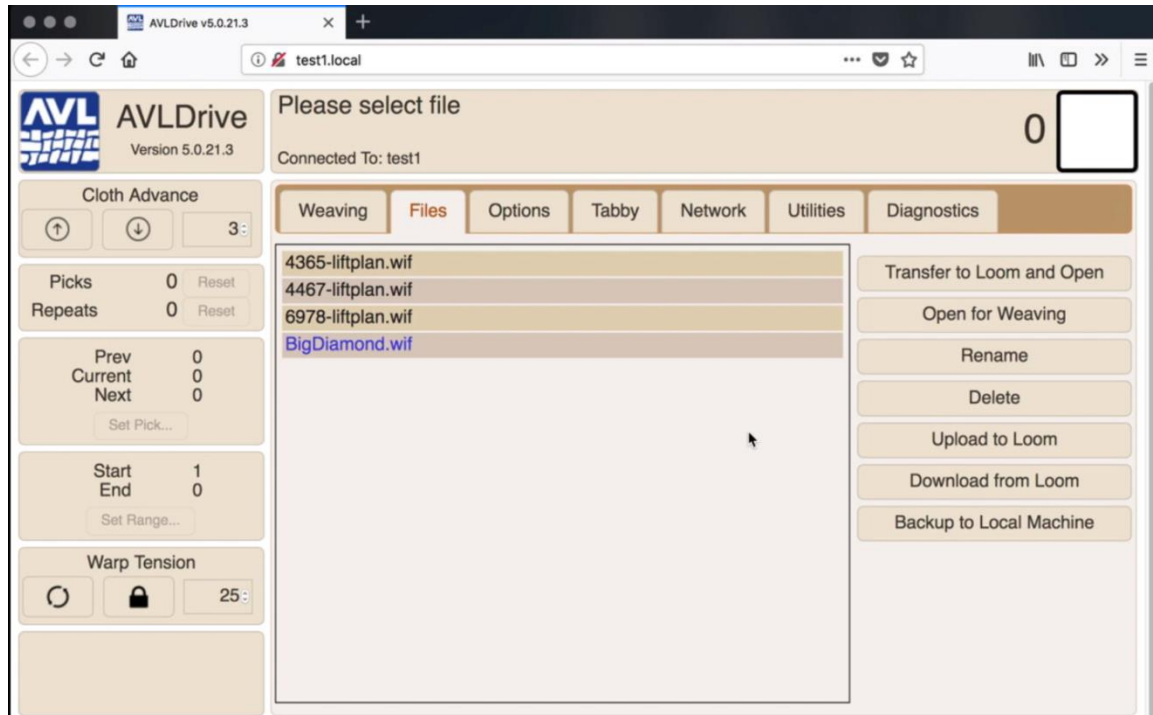 AVLDrive v5.0.21.3
test1.local
AVL
AVLDrive
Version 5.0.21.3
Please select file
Connected To: test1
0
Cloth Advance
3
Picks 0 Reset
Repeats 0 Reset
Prev 0
Current 0
Next 0
Set Pick...
Start 1
End 0
Set Range...
Warp Tension
25
Weaving Files Options Tabby Network Utilities Diagnostics
4365-liftplan.wif
4467-liftplan.wif
6978-liftplan.wif
BigDiamond.wif
Transfer to Loom and Open
Open for Weaving
Rename
Delete
Upload to Loom
Download from Loom
Backup to Local Machine